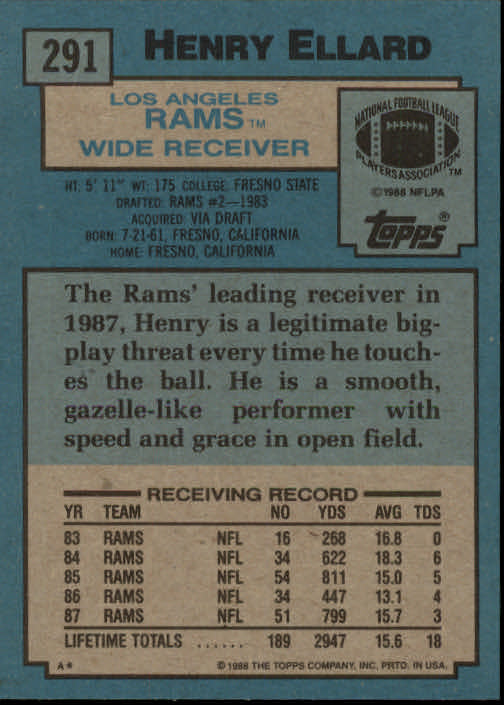 291
HENRY ELLARD
LOS ANGELES
RAMS™
WIDE RECEIVER
NATIONAL FOOTBALL LEAGUE
PLAYERS ASSOCIATION™
©1988 NFLPA
topps®
HT: 5' 11" WT: 175 COLLEGE: FRESNO STATE
DRAFTED: RAMS #2—1983
ACQUIRED: VIA DRAFT
BORN: 7-21-61, FRESNO, CALIFORNIA
HOME: FRESNO, CALIFORNIA
The Rams' leading receiver in
1987, Henry is a legitimate big-
play threat every time he touch-
es the ball. He is a smooth,
gazelle-like performer with
speed and grace in open field.
RECEIVING RECORD
YR TEAM NO YDS AVG TDS
83 RAMS NFL 16 268 16.8 0
84 RAMS NFL 34 622 18.3 6
85 RAMS NFL 54 811 15.0 5
86 RAMS NFL 34 447 13.1 4
87 RAMS NFL 51 799 15.7 3
LIFETIME TOTALS ...... 189 2947 15.6 18
A* ©1988 THE TOPPS COMPANY, INC. PRTD. IN USA.